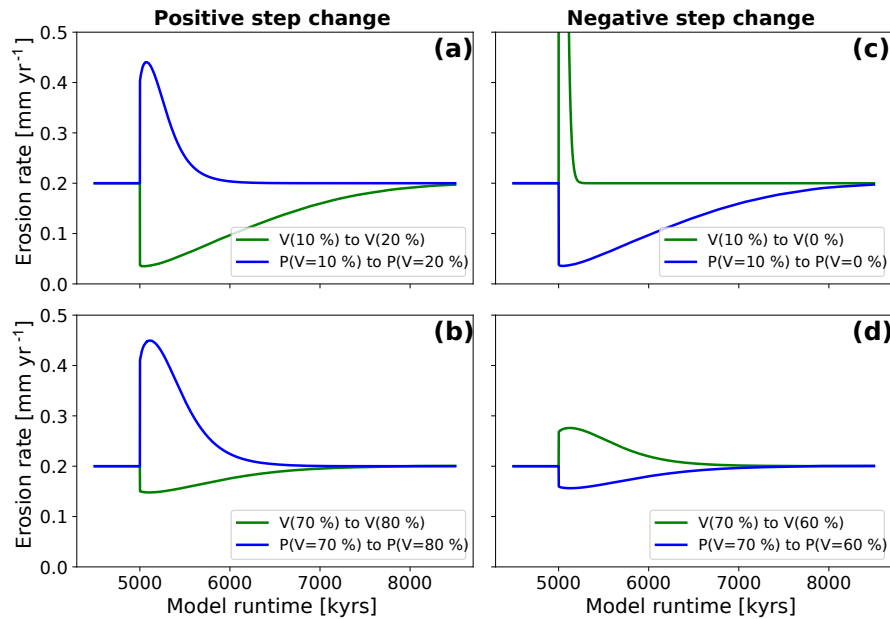 Positive step change
Negative step change
Erosion rate [mm yr⁻¹]
0.5
0.4
0.3
0.2
0.1
0.0
(a)
V(10 %) to V(20 %)
P(V=10 %) to P(V=20 %)
(c)
V(10 %) to V(0 %)
P(V=10 %) to P(V=0 %)
Erosion rate [mm yr⁻¹]
0.5
0.4
0.3
0.2
0.1
0.0
(b)
V(70 %) to V(80 %)
P(V=70 %) to P(V=80 %)
(d)
V(70 %) to V(60 %)
P(V=70 %) to P(V=60 %)
5000 6000 7000 8000
5000 6000 7000 8000
Model runtime [kyrs]
Model runtime [kyrs]